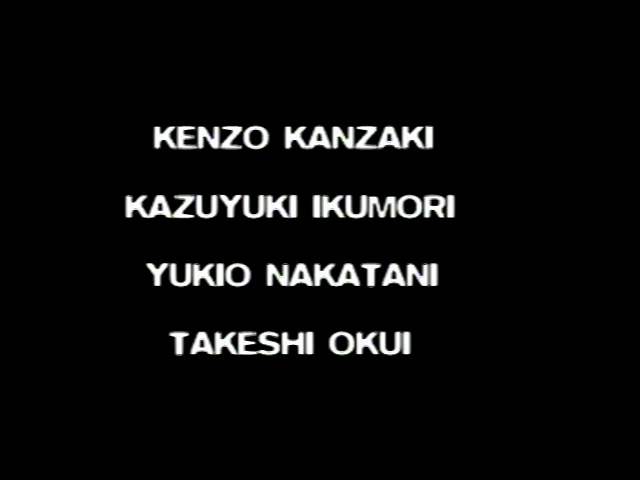 KENZO KANZAKI
KAZUYUKI IKUMORI
YUKIO NAKATANI
TAKESHI OKUI